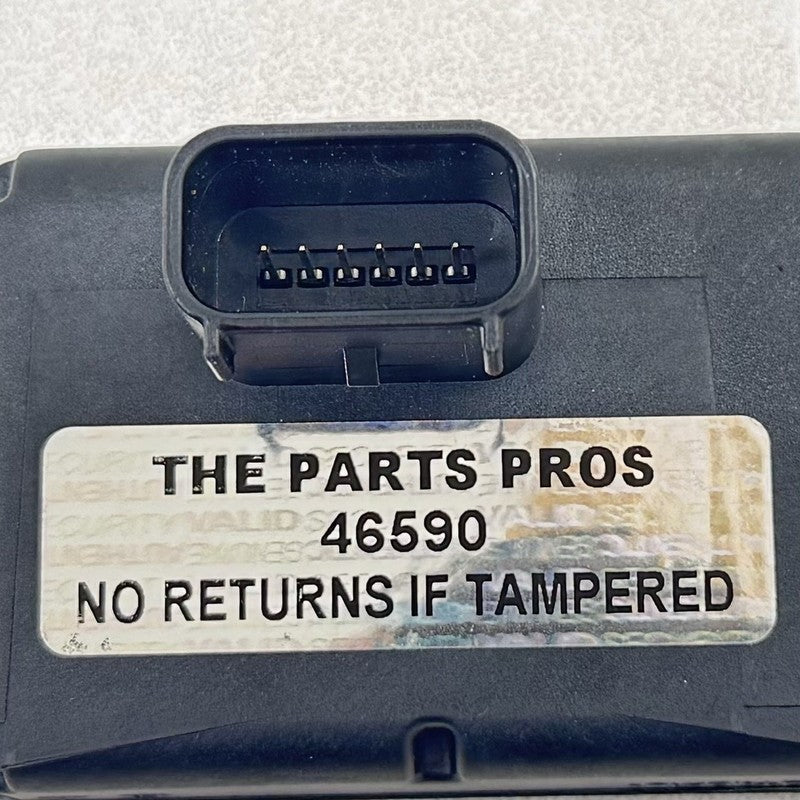 THE PARTS PROS
46590
NO RETURNS IF TAMPERED